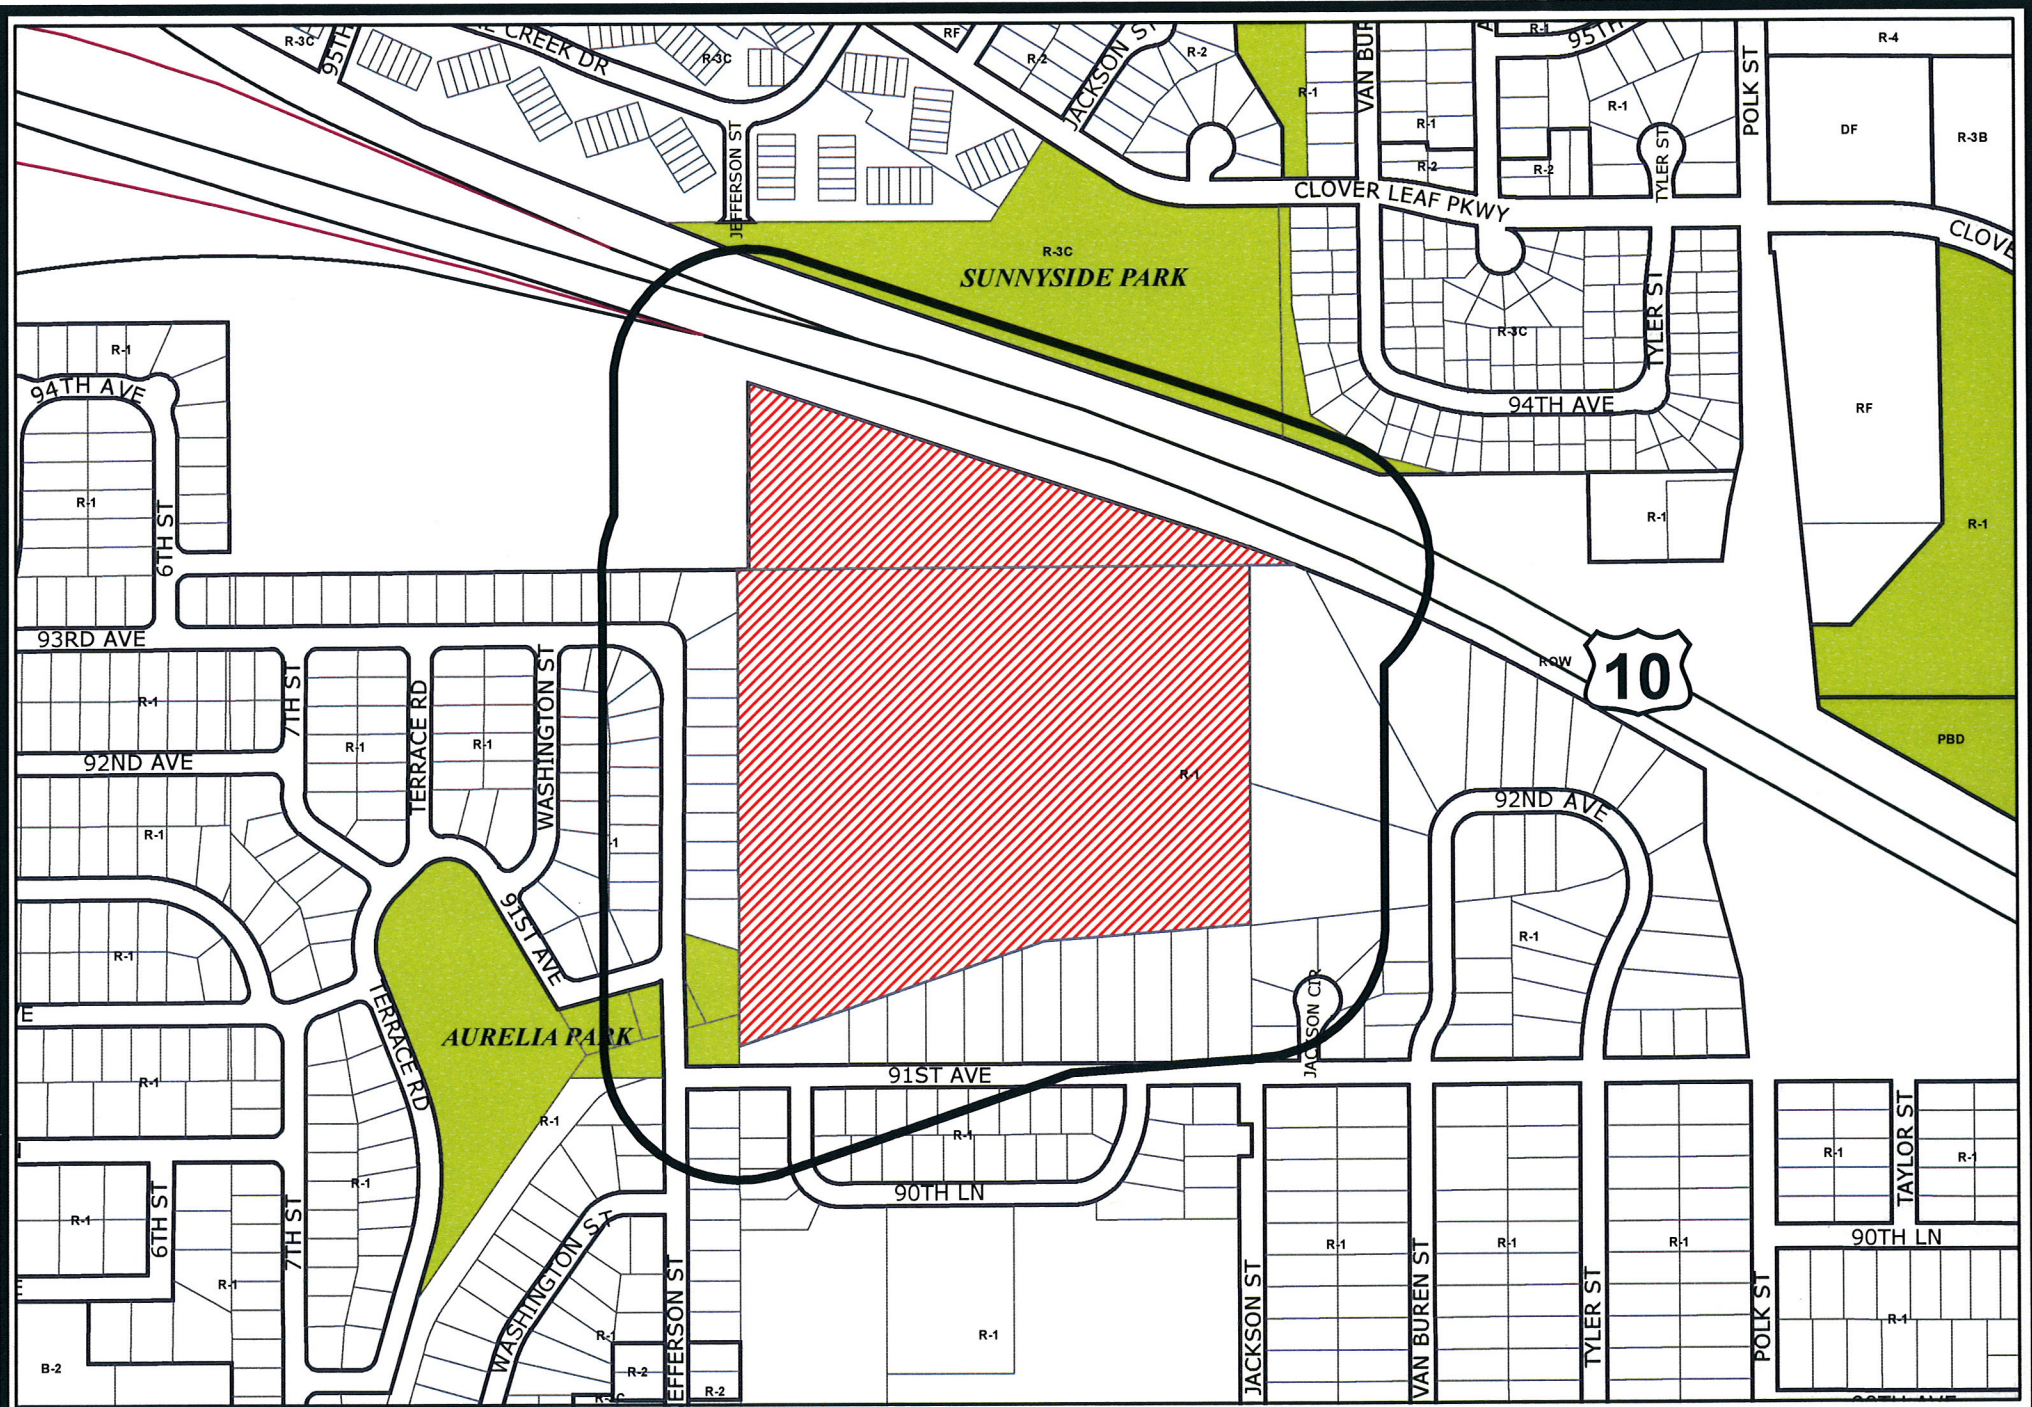 R-3C
95TH
CREEK DR
R-3C
RF
R-2
JACKSON ST
R-2
R-1
VAN BUR
R-1
R-2
R-1
95TH
R-1
R-2
TYLER ST
POLK ST
R-4
DF
R-3B
JEFFERSON ST
CLOVER LEAF PKWY
CLOVE
R-3C
SUNNYSIDE PARK
R-3C
TYLER ST
94TH AVE
RF
R-1
R-1
R-1
94TH AVE
R-1
6TH ST
93RD AVE
R-1
7TH ST
R-1
TERRACE RD
R-1
WASHINGTON ST
92ND AVE
R-1
-1
R-1
ROW
10
PBD
92ND AVE
R-1
R-1
91ST AVE
JACKSON CIR
TERRACE RD
AURELIA PARK
E
R-1
R-1
91ST AVE
R-1
90TH LN
R-1
6TH ST
7TH ST
R-1
R-1
WASHINGTON ST
R-1
R-2
R-3C
JEFFERSON ST
R-2
R-1
B-2
JACKSON ST
R-1
VAN BUREN ST
R-1
TYLER ST
R-1
POLK ST
R-1
TAYLOR ST
R-1
90TH LN
R-1